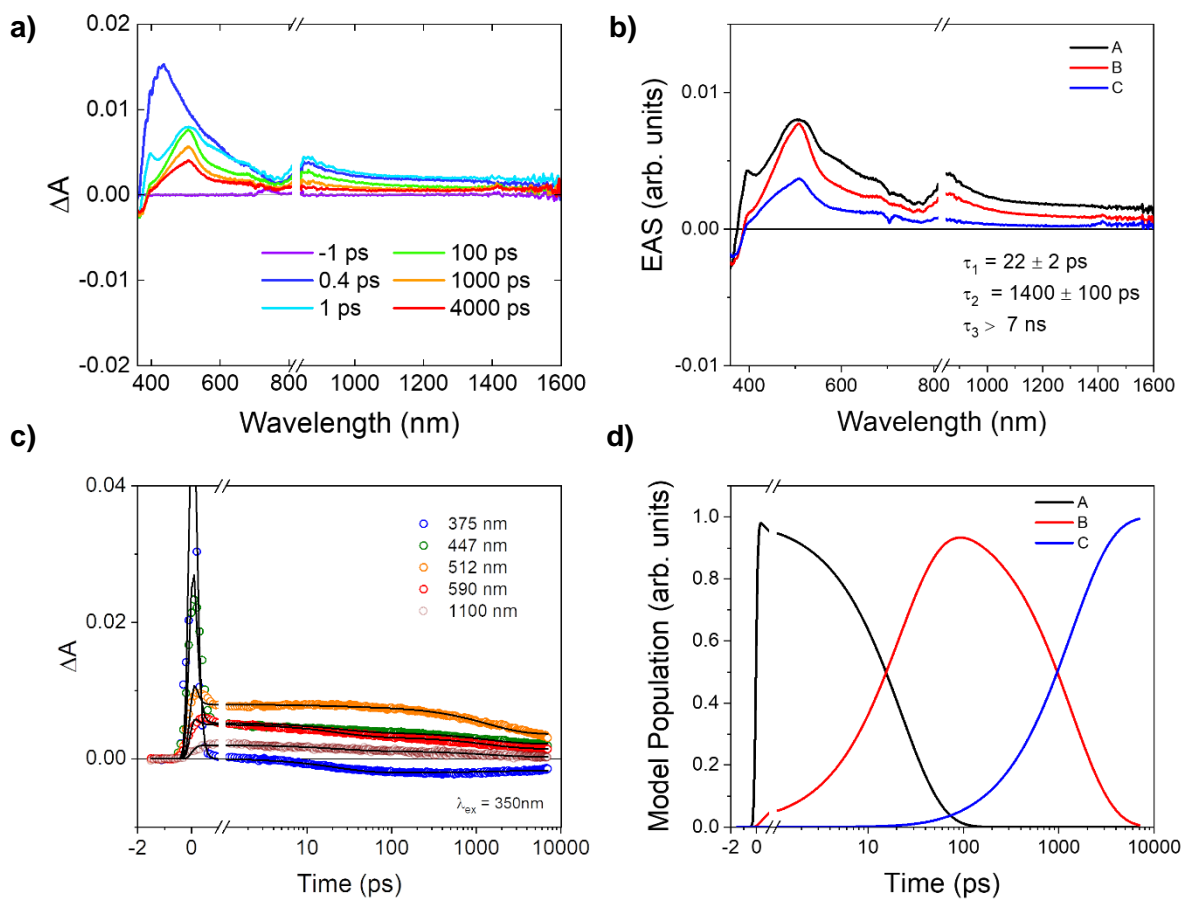 a)
0.02
0.01
0.00
-0.01
-0.02
ΔA
-1 ps
0.4 ps
1 ps
100 ps
1000 ps
4000 ps
400 600 800 1000 1200 1400 1600
Wavelength (nm)
b)
0.01
0.00
-0.01
EAS (arb. units)
A
B
C
τ1 = 22 ± 2 ps
τ2 = 1400 ± 100 ps
τ3 > 7 ns
400 600 800 1000 1200 1400 1600
Wavelength (nm)
c)
0.04
0.02
0.00
ΔA
375 nm
447 nm
512 nm
590 nm
1100 nm
λex = 350nm
-2 0 10 100 1000 10000
Time (ps)
d)
1.0
0.8
0.6
0.4
0.2
0.0
Model Population (arb. units)
A
B
C
-2 0 10 100 1000 10000
Time (ps)